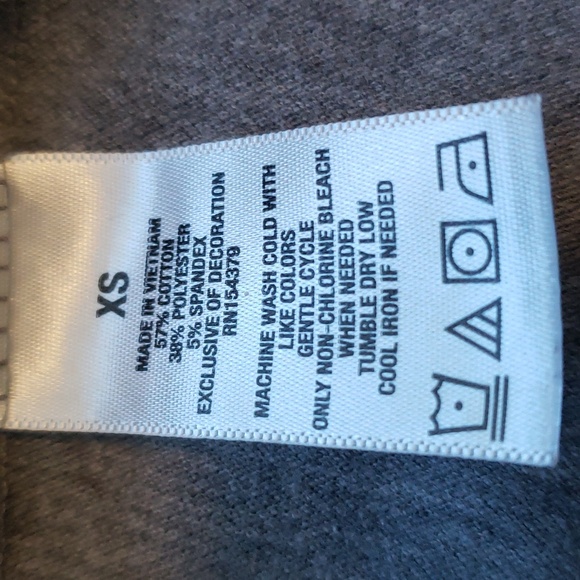 XS
MADE IN VIETNAM
57% COTTON
38% POLYESTER
5% SPANDEX
EXCLUSIVE OF DECORATION
RN154379
MACHINE WASH COLD WITH
LIKE COLORS
GENTLE CYCLE
ONLY NON-CHLORINE BLEACH
WHEN NEEDED
TUMBLE DRY LOW
COOL IRON IF NEEDED